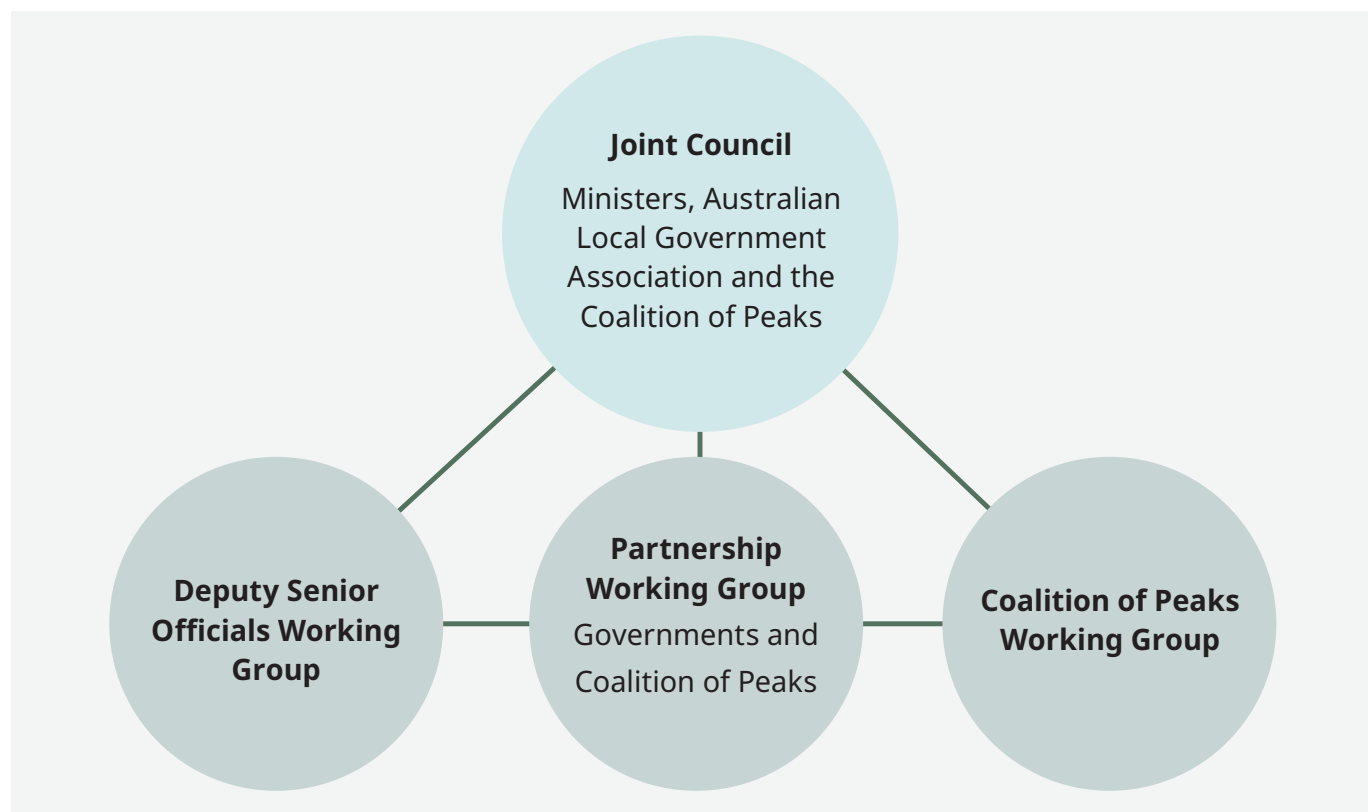 Joint Council
Ministers, Australian
Local Government
Association and the
Coalition of Peaks
Deputy Senior
Officials Working
Group
Partnership
Working Group
Governments and
Coalition of Peaks
Coalition of Peaks
Working Group